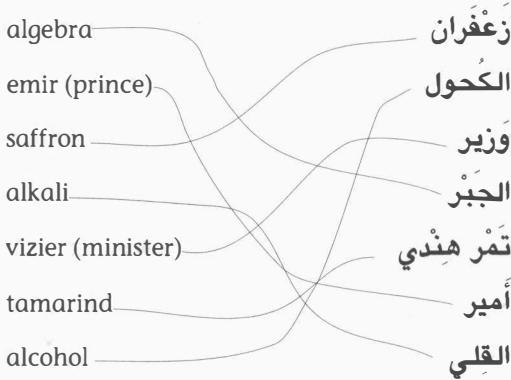 algebra زَعْفَران
emir (prince) الكُحول
saffron وَزير
alkali الجَبْر
vizier (minister) تَمْر هِنْدي
tamarind أَمير
alcohol القِلي